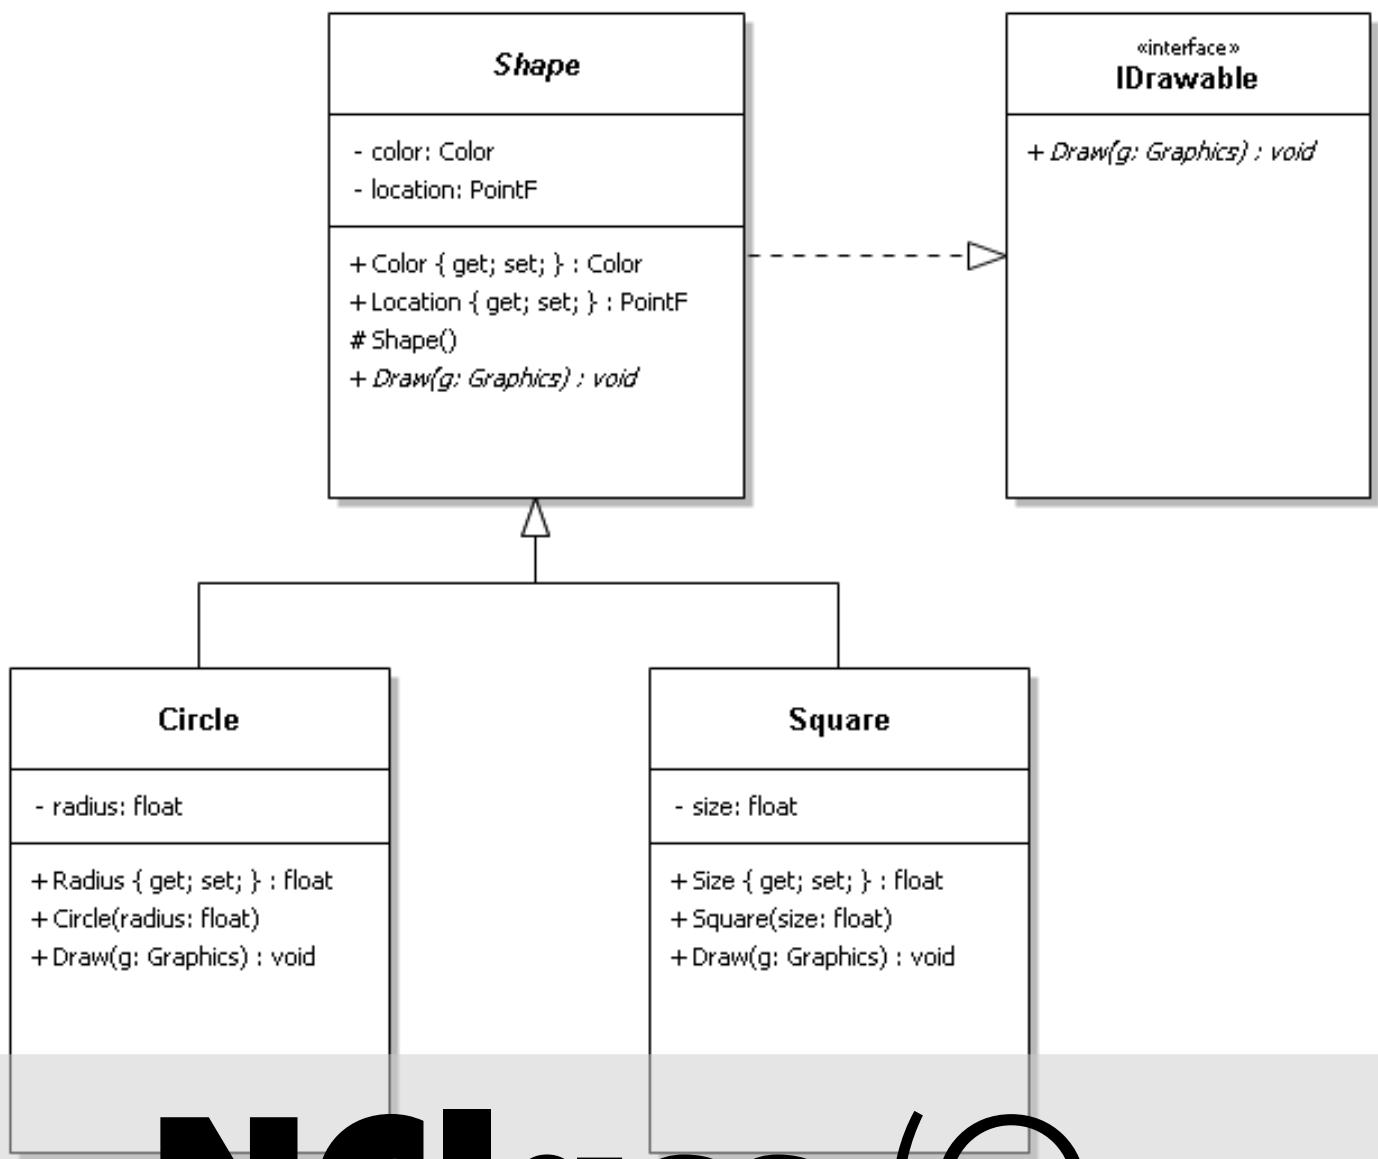 Shape
- color: Color
- location: PointF
+ Color { get; set; } : Color
+ Location { get; set; } : PointF
# Shape()
+ Draw(g: Graphics) : void
«interface»
IDrawable
+ Draw(g: Graphics) : void
Circle
- radius: float
+ Radius { get; set; } : float
+ Circle(radius: float)
+ Draw(g: Graphics) : void
Square
- size: float
+ Size { get; set; } : float
+ Square(size: float)
+ Draw(g: Graphics) : void